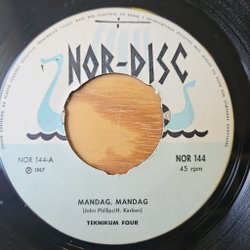 NOR-DISC
NOR 144-A
Ⓟ 1967
NOR 144
45 rpm
MANDAG, MANDAG
(John Phillips/H. Karlsen)
TEKNIKUM FOUR